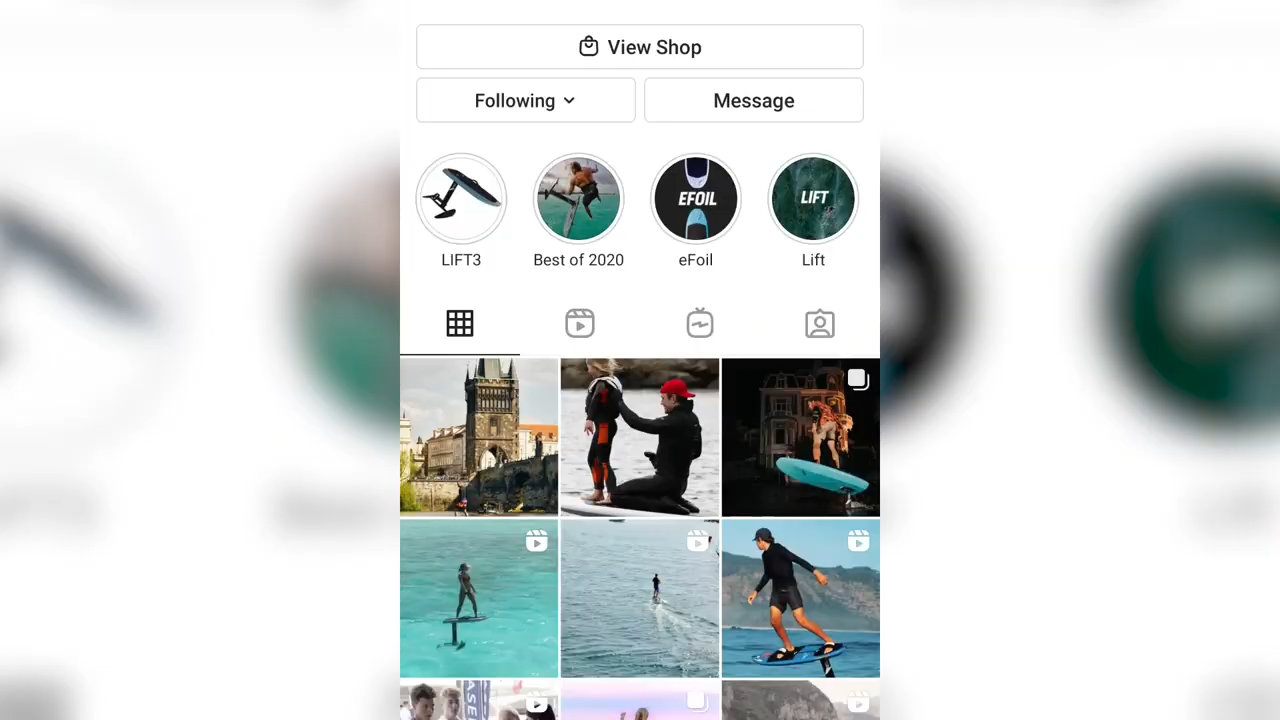 View Shop
Following
Message
EFOIL
LIFT
LIFT3
Best of 2020
eFoil
Lift